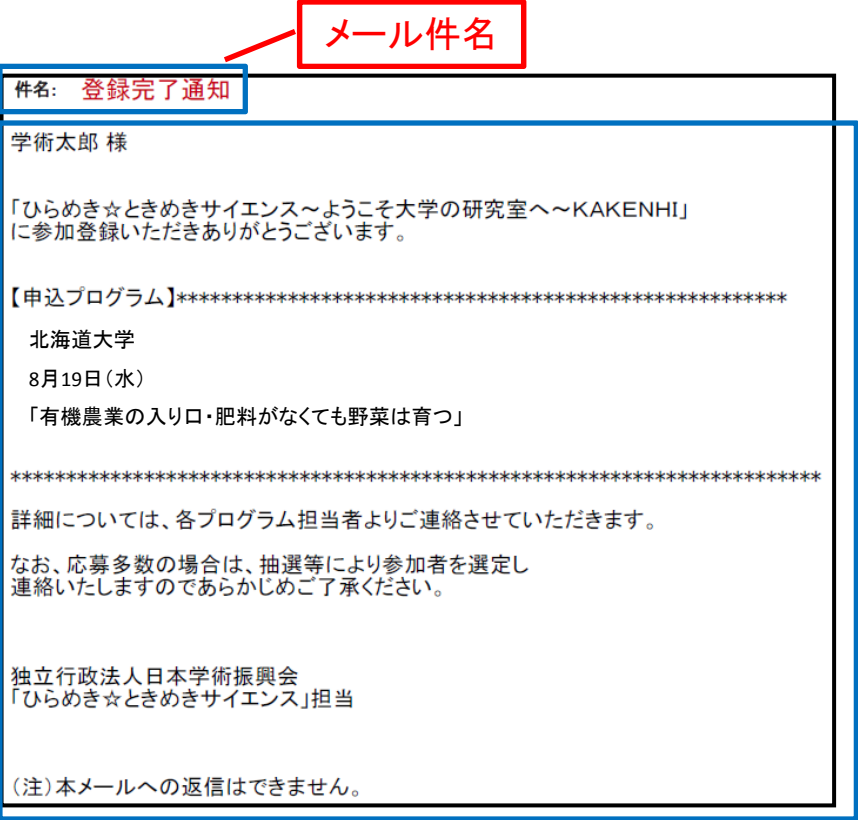 メール件名
件名: 登録完了通知
学術太郎 様
「ひらめき☆ときめきサイエンス～ようこそ大学の研究室へ～KAKENHI」
に参加登録いただきありがとうございます。
【申込プログラム】*******************************************************
北海道大学
8月19日（水）
「有機農業の入り口・肥料がなくても野菜は育つ」
*************************************************************************
詳細については、各プログラム担当者よりご連絡させていただきます。
なお、応募多数の場合は、抽選等により参加者を選定し
連絡いたしますのであらかじめご了承ください。
独立行政法人日本学術振興会
「ひらめき☆ときめきサイエンス」担当
（注）本メールへの返信はできません。